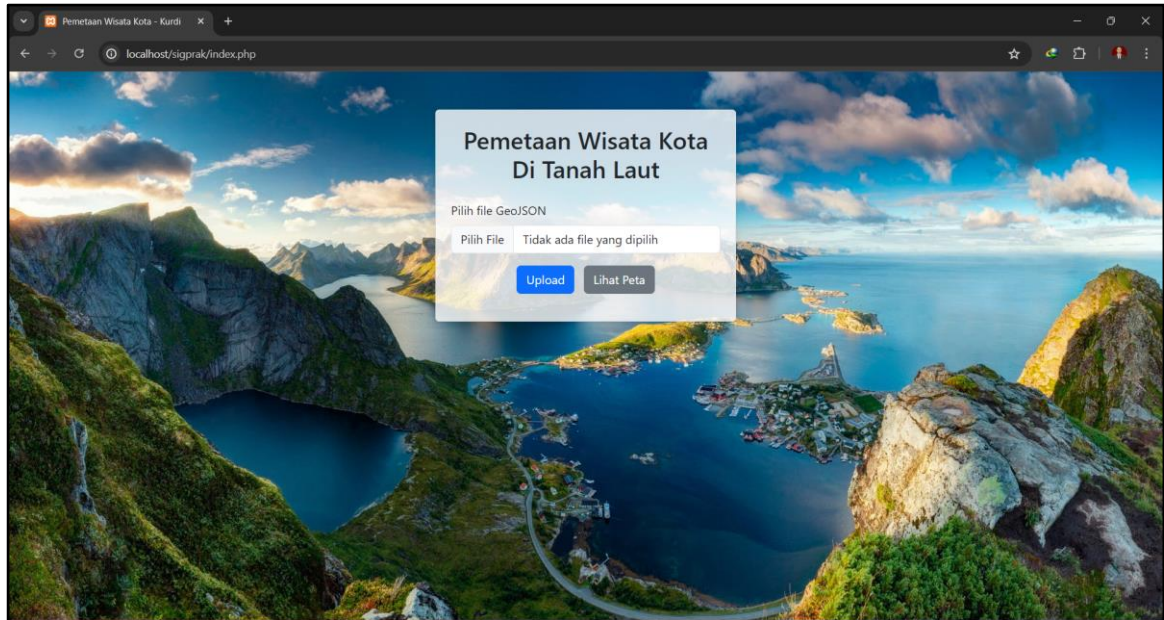 Pemetaan Wisata Kota - Kurdi
localhost/sigprak/index.php
Pemetaan Wisata Kota
Di Tanah Laut
Pilih file GeoJSON
Pilih File Tidak ada file yang dipilih
Upload Lihat Peta